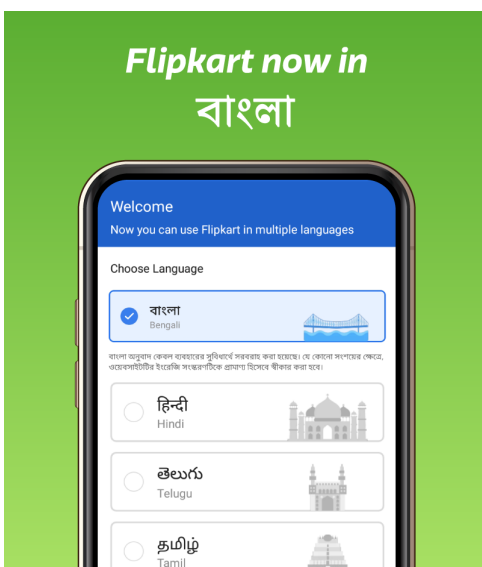 Flipkart now in
বাংলা
Welcome
Now you can use Flipkart in multiple languages
Choose Language
বাংলা
Bengali
বাংলা অনুবাদ কেবল ব্যবহারের সুবিধার্থে সরবরাহ করা হয়েছে। যে কোনো সংশয়ের ক্ষেত্রে,
ওয়েবসাইটটির ইংরেজি সংস্করণটিকে প্রামাণ্য হিসেবে স্বীকার করা হবে।
हिन्दी
Hindi
తెలుగు
Telugu
தமிழ்
Tamil